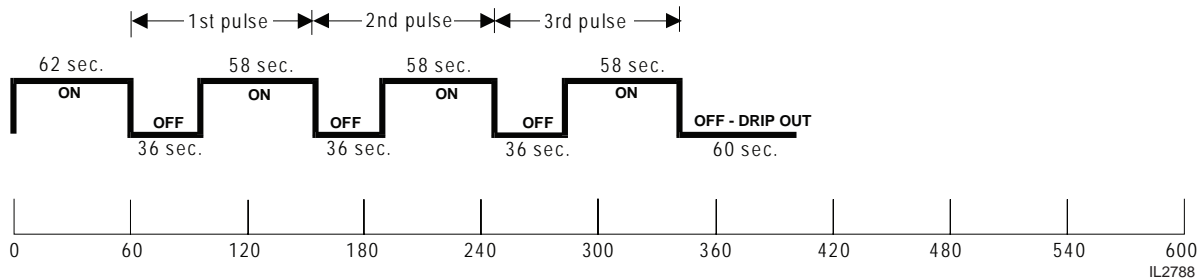 1st pulse 2nd pulse 3rd pulse
62 sec. 58 sec. 58 sec. 58 sec.
ON ON ON ON
OFF OFF OFF OFF - DRIP OUT
36 sec. 36 sec. 36 sec. 60 sec.
0 60 120 180 240 300 360 420 480 540 600
IL2788